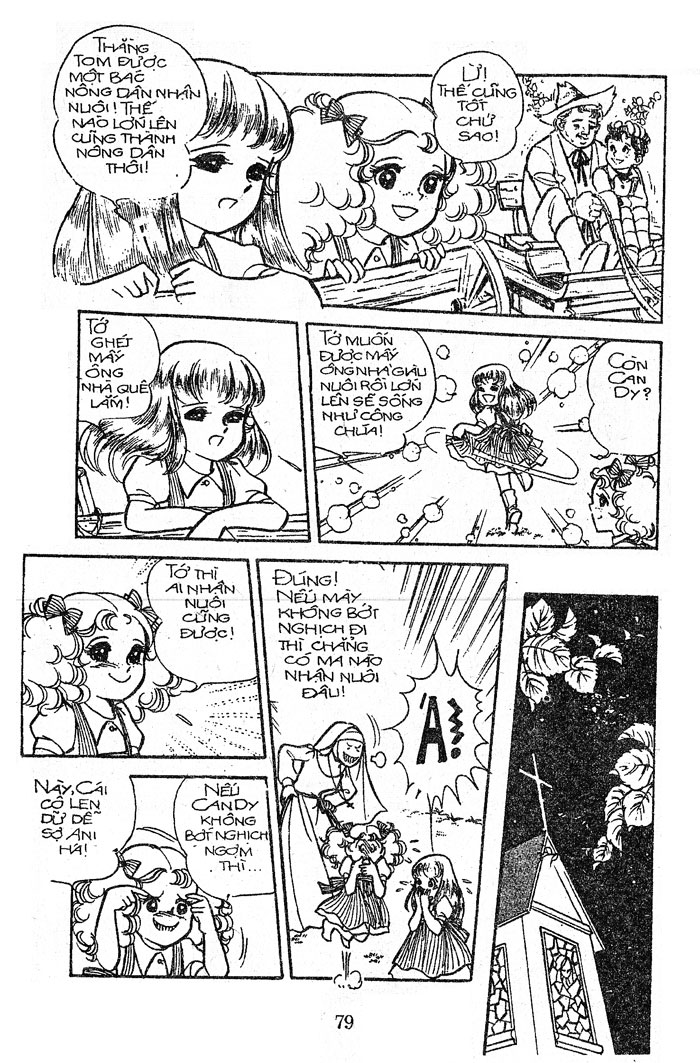 THẰNG
TOM ĐƯỢC
MỘT BÁC
NÔNG DÂN NHẬN
NUÔI! THẾ
NÀO LỚN LÊN
CŨNG THÀNH
NÔNG DÂN
THÔI!
Ừ!
THẾ CŨNG
TỐT
CHỨ
SAO!
TỚ
GHÉT
MẤY
ÔNG
NHÀ QUÊ
LẮM!
TỚ MUỐN
ĐƯỢC MẤY
ÔNG NHÀ GIÀU
NUÔI RỒI LỚN
LÊN SẼ SỐNG
NHƯ CÔNG
CHÚA!
CÒN
CAN
DY?
TỚ THÌ
AI NHẬN
NUÔI
CŨNG
ĐƯỢC!
ĐÚNG!
NẾU MÀY
KHÔNG BỚT
NGHỊCH ĐI
THÌ CHẲNG
CÓ MA NÀO
NHẬN NUÔI
ĐÂU!
Á!
NẾU
CANDY
KHÔNG
BỚT NGHỊCH
NGỢM
THÌ...
NÀY, CÁI
CÔ LEN
DỮ DỄ
SỢ ANI
HÁ!
79